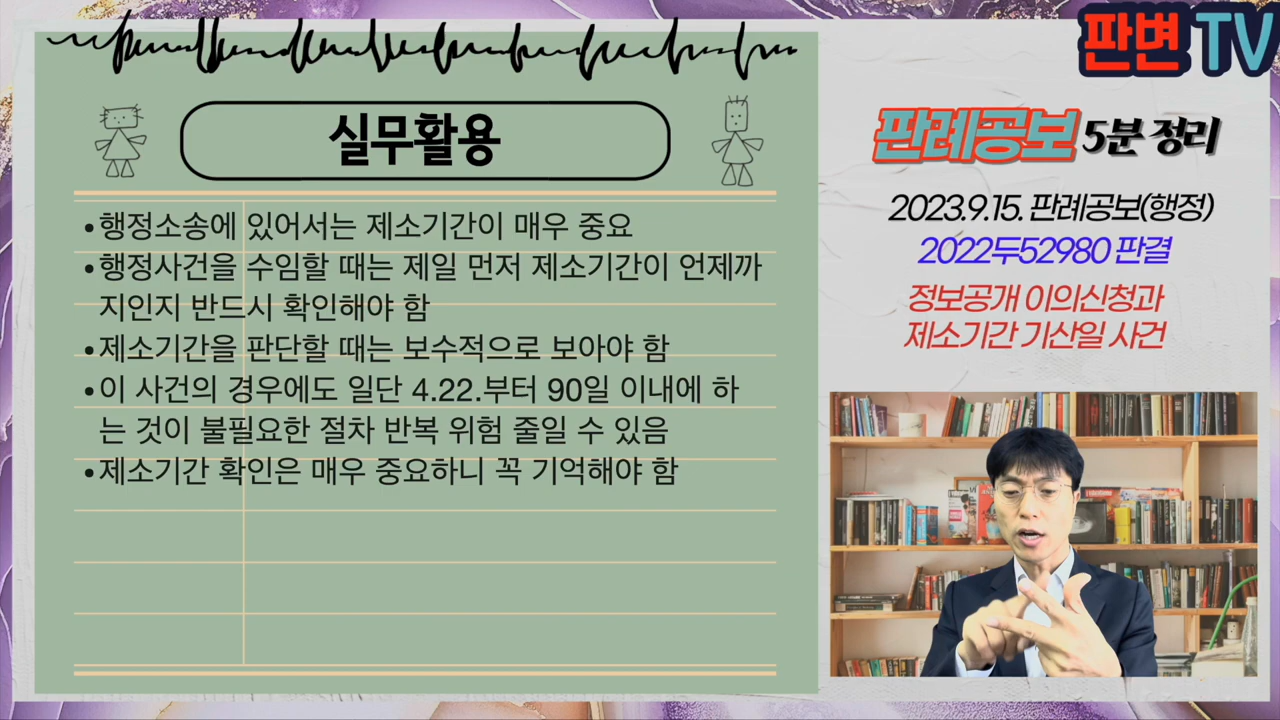 판변 TV
실무활용
•행정소송에 있어서는 제소기간이 매우 중요
•행정사건을 수임할 때는 제일 먼저 제소기간이 언제까
지인지 반드시 확인해야 함
•제소기간을 판단할 때는 보수적으로 보아야 함
•이 사건의 경우에도 일단 4.22.부터 90일 이내에 하
는 것이 불필요한 절차 반복 위험 줄일 수 있음
•제소기간 확인은 매우 중요하니 꼭 기억해야 함
판례공보 5분 정리
2023.9.15. 판례공보(행정)
2022두52980 판결
정보공개 이의신청과
제소기간 기산일 사건